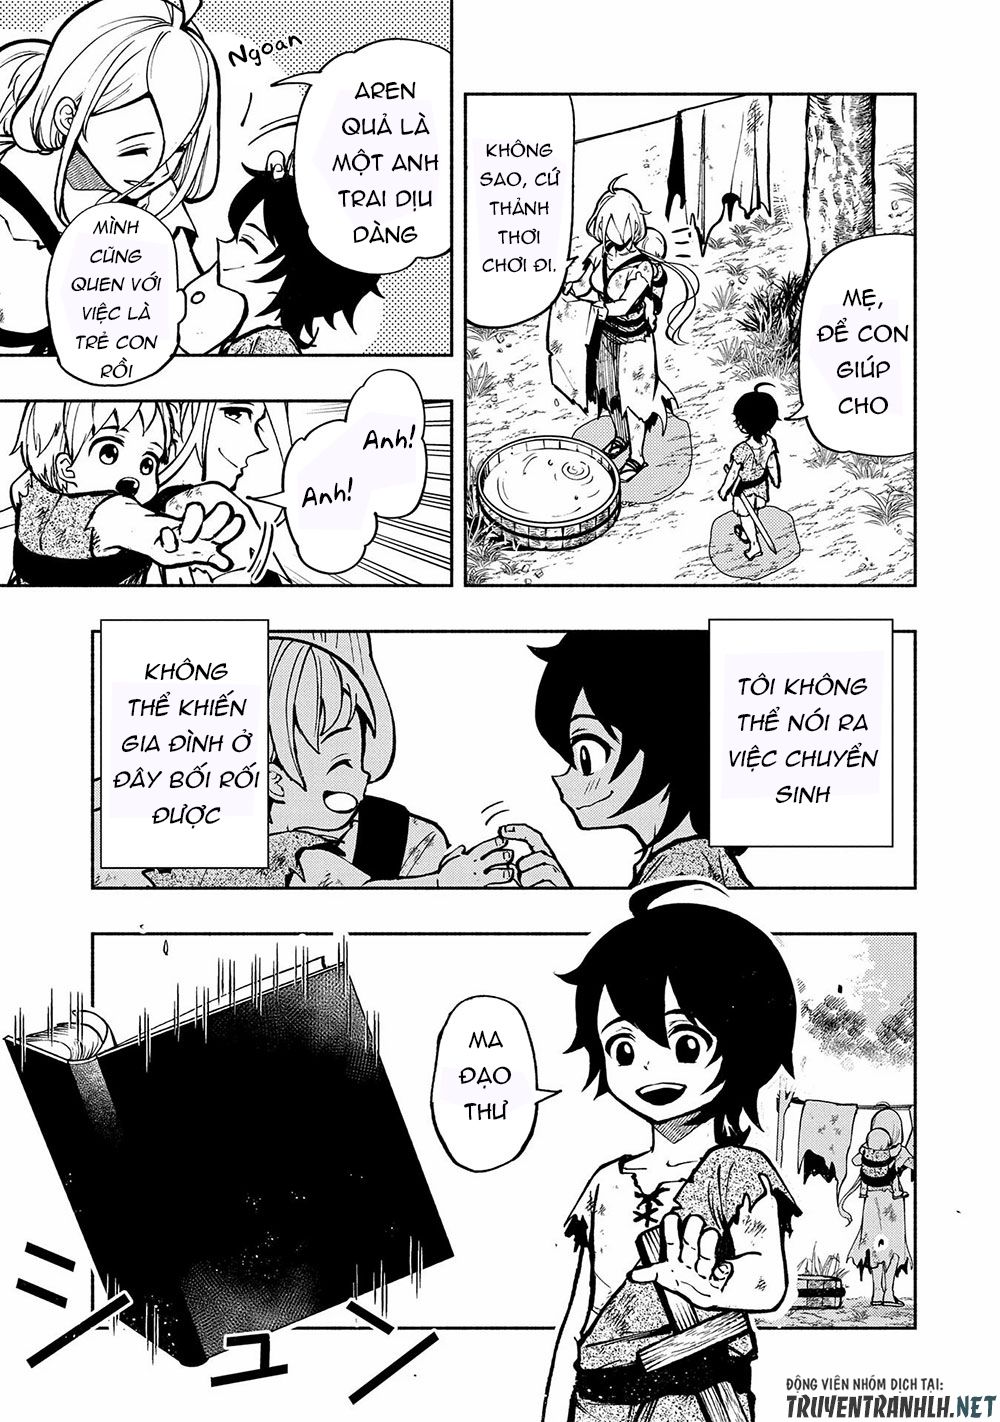 MẸ,
ĐỂ CON
GIÚP
CHO
KHÔNG
SAO, CỨ
THẢNH
THƠI
CHƠI ĐI.
Ngoan
AREN
QUẢ LÀ
MỘT ANH
TRAI DỊU
DÀNG
MÌNH
CŨNG
QUEN VỚI
VIỆC LÀ
TRẺ CON
RỒI
Anh!
Anh!
TÔI KHÔNG
THỂ NÓI RA
VIỆC CHUYỂN
SINH
KHÔNG
THỂ KHIẾN
GIA ĐÌNH Ở
ĐÂY BỐI RỐI
ĐƯỢC
MA
ĐẠO
THƯ
シュン
ĐỘNG VIÊN NHÓM DỊCH TẠI:
TRUYENTRANHLH.NET